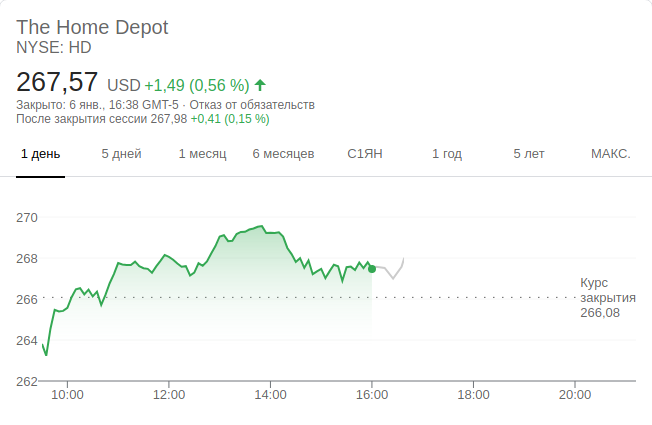 The Home Depot
NYSE: HD
267,57 USD +1,49 (0,56 %)
Закрыто: 6 янв., 16:38 GMT-5 · Отказ от обязательств
После закрытия сессии 267,98 +0,41 (0,15 %)
1 день 5 дней 1 месяц 6 месяцев С1ЯН 1 год 5 лет МАКС.
270
268
266
264
262
Курс
закрытия
266,08
10:00 12:00 14:00 16:00 18:00 20:00